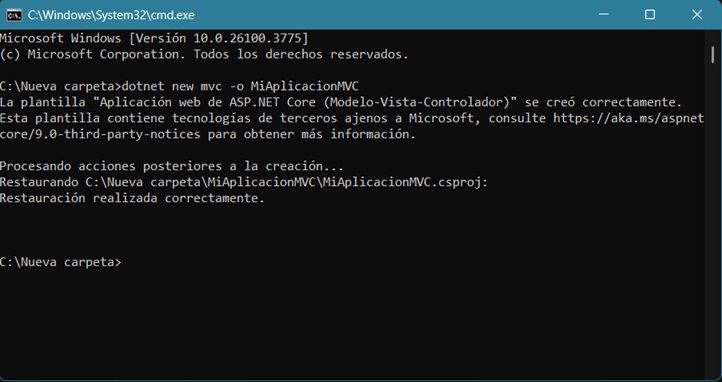 C:\Windows\System32\cmd.exe
Microsoft Windows [Versión 10.0.26100.3775]
(c) Microsoft Corporation. Todos los derechos reservados.
C:\Nueva carpeta>dotnet new mvc -o MiAplicacionMVC
La plantilla "Aplicación web de ASP.NET Core (Modelo-Vista-Controlador)" se creó correctamente.
Esta plantilla contiene tecnologías de terceros ajenos a Microsoft, consulte https://aka.ms/aspnet
core/9.0-third-party-notices para obtener más información.
Procesando acciones posteriores a la creación...
Restaurando C:\Nueva carpeta\MiAplicacionMVC\MiAplicacionMVC.csproj:
Restauración realizada correctamente.
C:\Nueva carpeta>